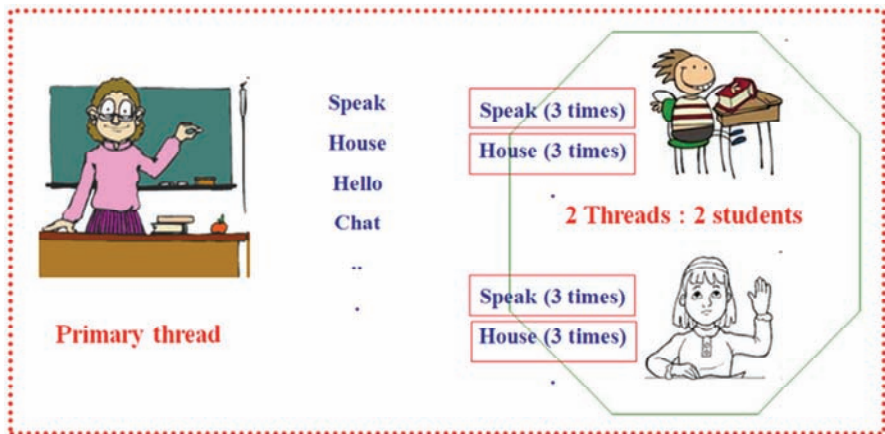 Speak
House
Hello
Chat
--
.
Primary thread
Speak (3 times)
House (3 times)
.
2 Threads : 2 students
Speak (3 times)
House (3 times)
.